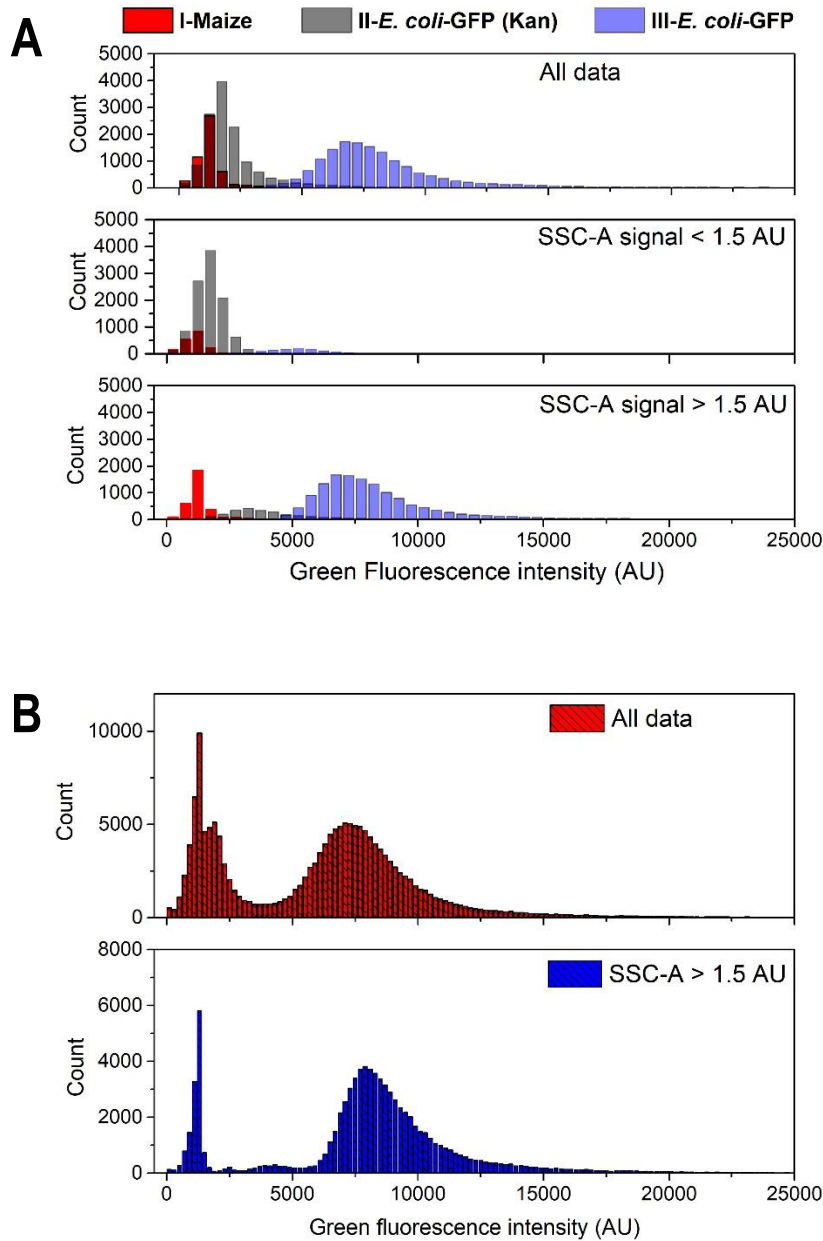 A
I-Maize II-E. coli-GFP (Kan) III-E. coli-GFP
All data
5000
4000
3000
2000
1000
0
Count
SSC-A signal < 1.5 AU
5000
4000
3000
2000
1000
0
Count
SSC-A signal > 1.5 AU
5000
4000
3000
2000
1000
0
Count
0 5000 10000 15000 20000 25000
Green Fluorescence intensity (AU)
B
All data
10000
5000
0
Count
SSC-A > 1.5 AU
8000
6000
4000
2000
0
Count
0 5000 10000 15000 20000 25000
Green fluorescence intensity (AU)